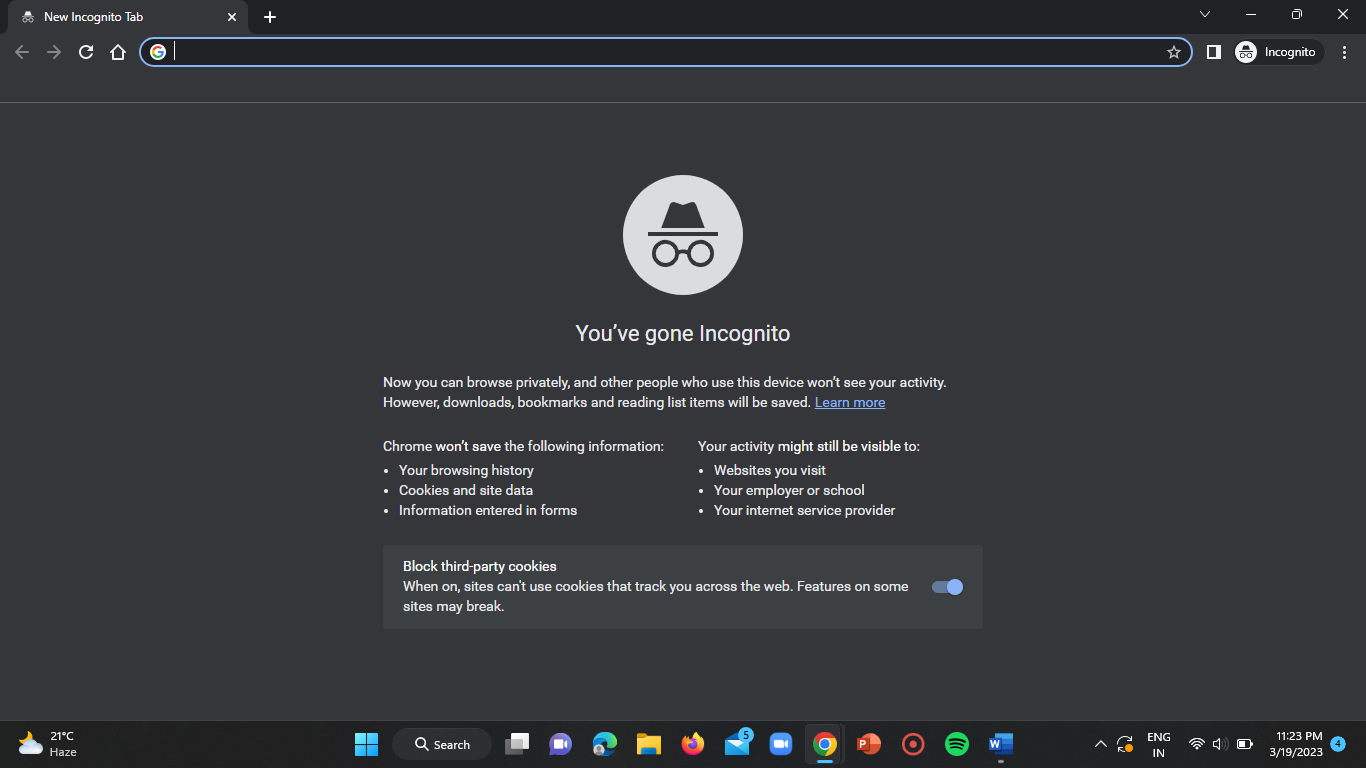 New Incognito Tab
Incognito
You've gone Incognito
Now you can browse privately, and other people who use this device won't see your activity.
However, downloads, bookmarks and reading list items will be saved. Learn more
Chrome won't save the following information:
Your browsing history
Cookies and site data
Information entered in forms
Your activity might still be visible to:
Websites you visit
Your employer or school
Your internet service provider
Block third-party cookies
When on, sites can't use cookies that track you across the web. Features on some
sites may break.
21°C
Haze
Search
5
P
W
ENG
IN
11:23 PM
3/19/2023
4